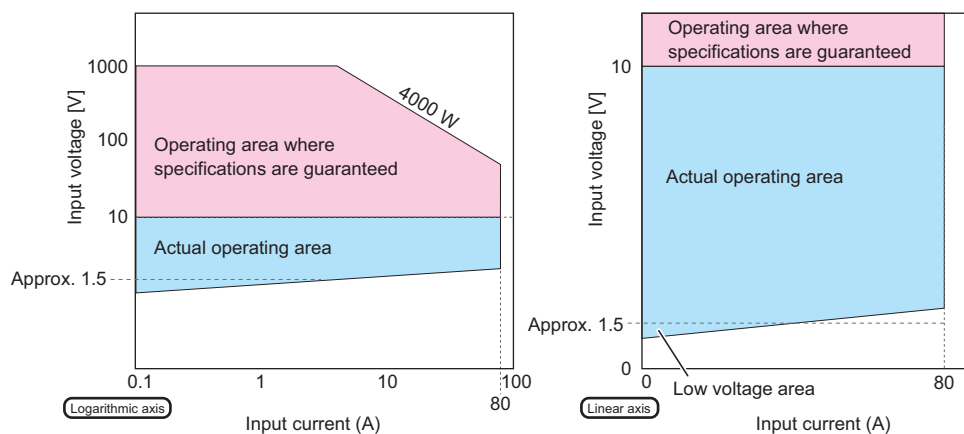 Input voltage [V]
1000
100
10
Approx. 1.5
4000 W
Operating area where
specifications are guaranteed
Actual operating area
0.1
1
10
100
80
Logarithmic axis
Input current (A)
Input voltage [V]
10
Approx. 1.5
0
Operating area where
specifications are guaranteed
Actual operating area
Low voltage area
0
80
Linear axis
Input current (A)